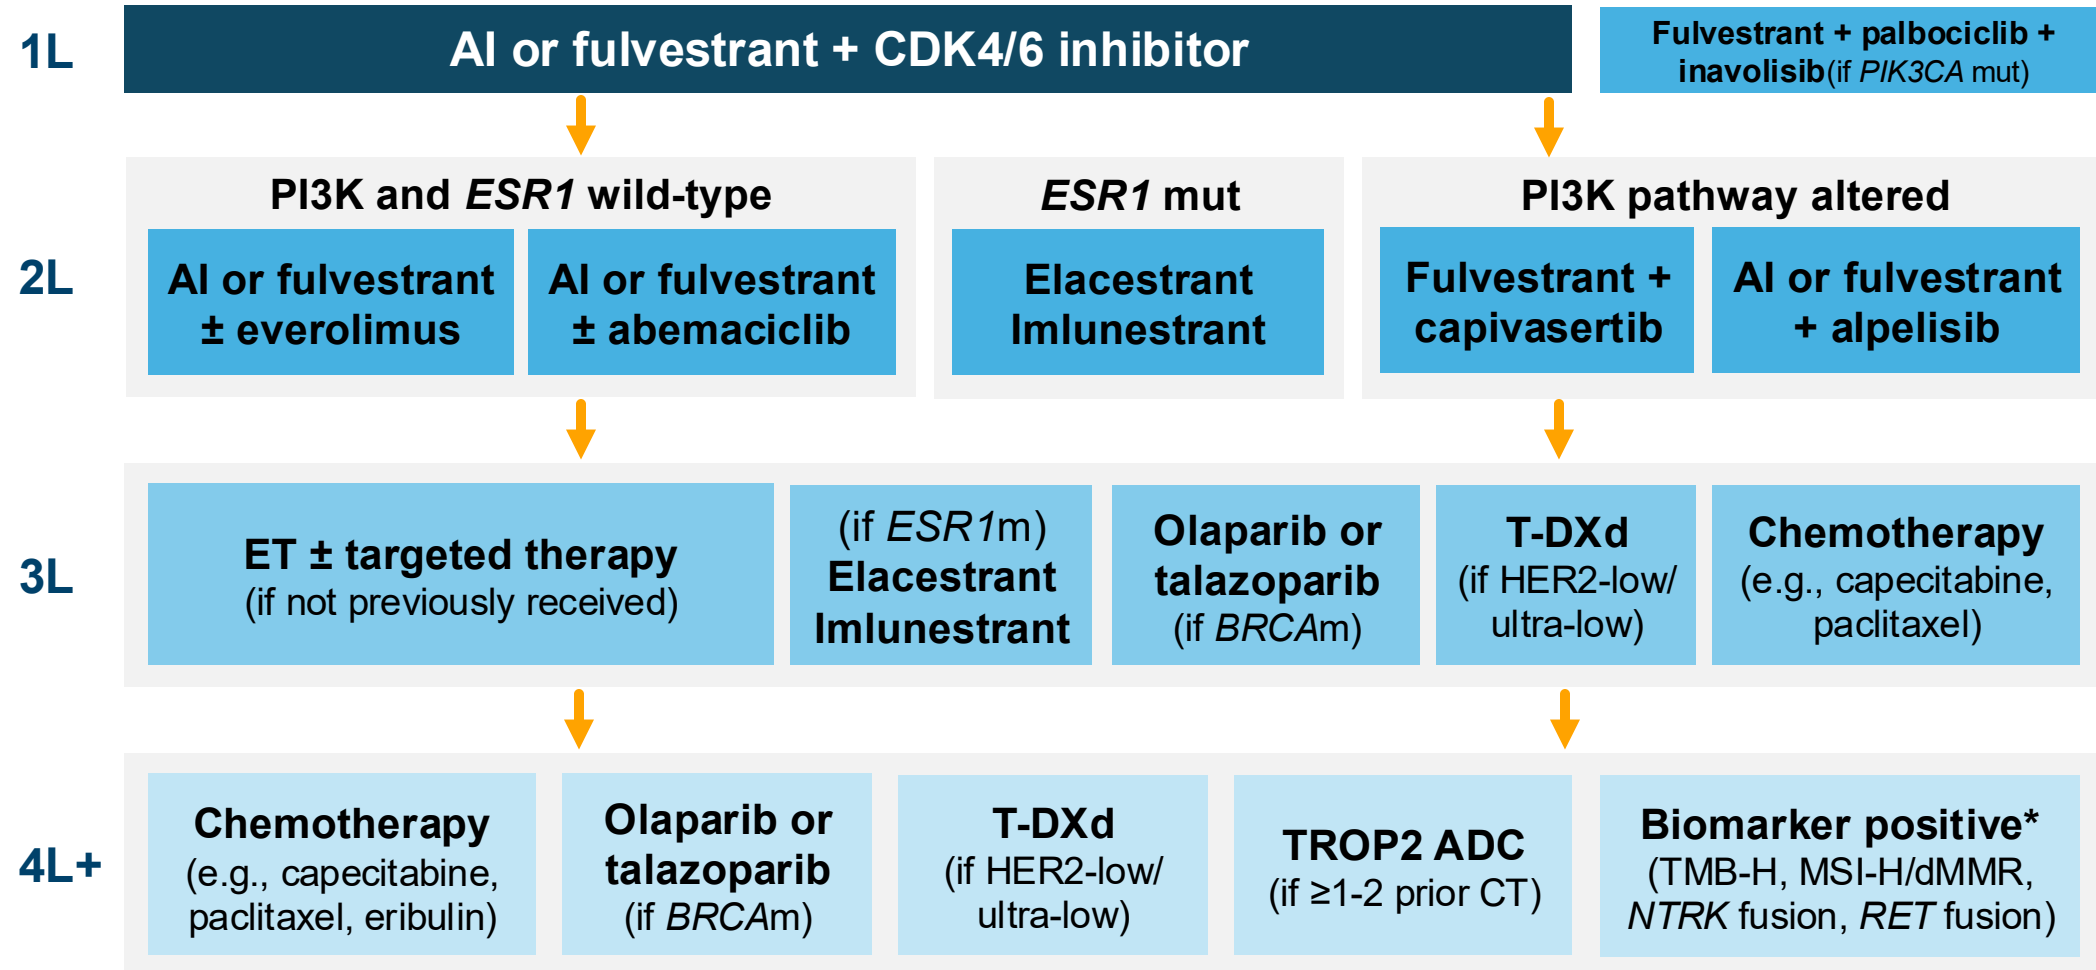 1L
AI or fulvestrant + CDK4/6 inhibitor
Fulvestrant + palbociclib +
inavolisib(if PIK3CA mut)
2L
PI3K and ESR1 wild-type
AI or fulvestrant
± everolimus
AI or fulvestrant
± abemaciclib
ESR1 mut
Elacestrant
Imlunestrant
PI3K pathway altered
Fulvestrant +
capivasertib
AI or fulvestrant
+ alpelisib
3L
ET ± targeted therapy
(if not previously received)
(if ESR1m)
Elacestrant
Imlunestrant
Olaparib or
talazoparib
(if BRCAm)
T-DXd
(if HER2-low/
ultra-low)
Chemotherapy
(e.g., capecitabine,
paclitaxel)
4L+
Chemotherapy
(e.g., capecitabine,
paclitaxel, eribulin)
Olaparib or
talazoparib
(if BRCAm)
T-DXd
(if HER2-low/
ultra-low)
TROP2 ADC
(if ≥1-2 prior CT)
Biomarker positive*
(TMB-H, MSI-H/dMMR,
NTRK fusion, RET fusion)